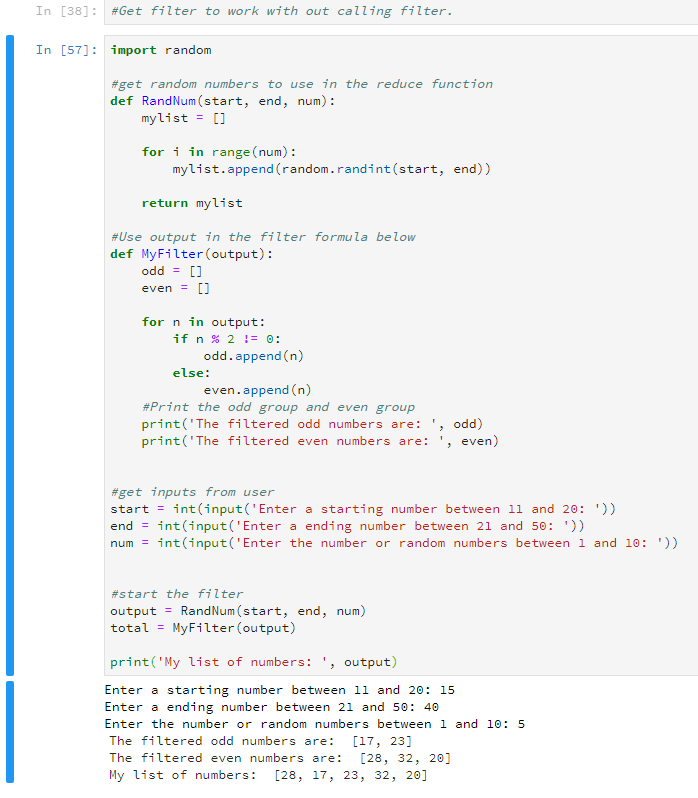 In [38]: #Get filter to work with out calling filter.
In [57]: import random
#get random numbers to use in the reduce function
def RandNum(start, end, num):
    mylist = []
    for i in range(num):
        mylist.append(random.randint(start, end))
    return mylist
#Use output in the filter formula below
def MyFilter(output):
    odd = []
    even = []
    for n in output:
        if n % 2 != 0:
            odd.append(n)
        else:
            even.append(n)
    #Print the odd group and even group
    print('The filtered odd numbers are: ', odd)
    print('The filtered even numbers are: ', even)
#get inputs from user
start = int(input('Enter a starting number between 11 and 20: '))
end = int(input('Enter a ending number between 21 and 50: '))
num = int(input('Enter the number or random numbers between 1 and 10: '))
#start the filter
output = RandNum(start, end, num)
total = MyFilter(output)
print('My list of numbers: ', output)
Enter a starting number between 11 and 20: 15
Enter a ending number between 21 and 50: 40
Enter the number or random numbers between 1 and 10: 5
The filtered odd numbers are:  [17, 23]
The filtered even numbers are:  [28, 32, 20]
My list of numbers:  [28, 17, 23, 32, 20]